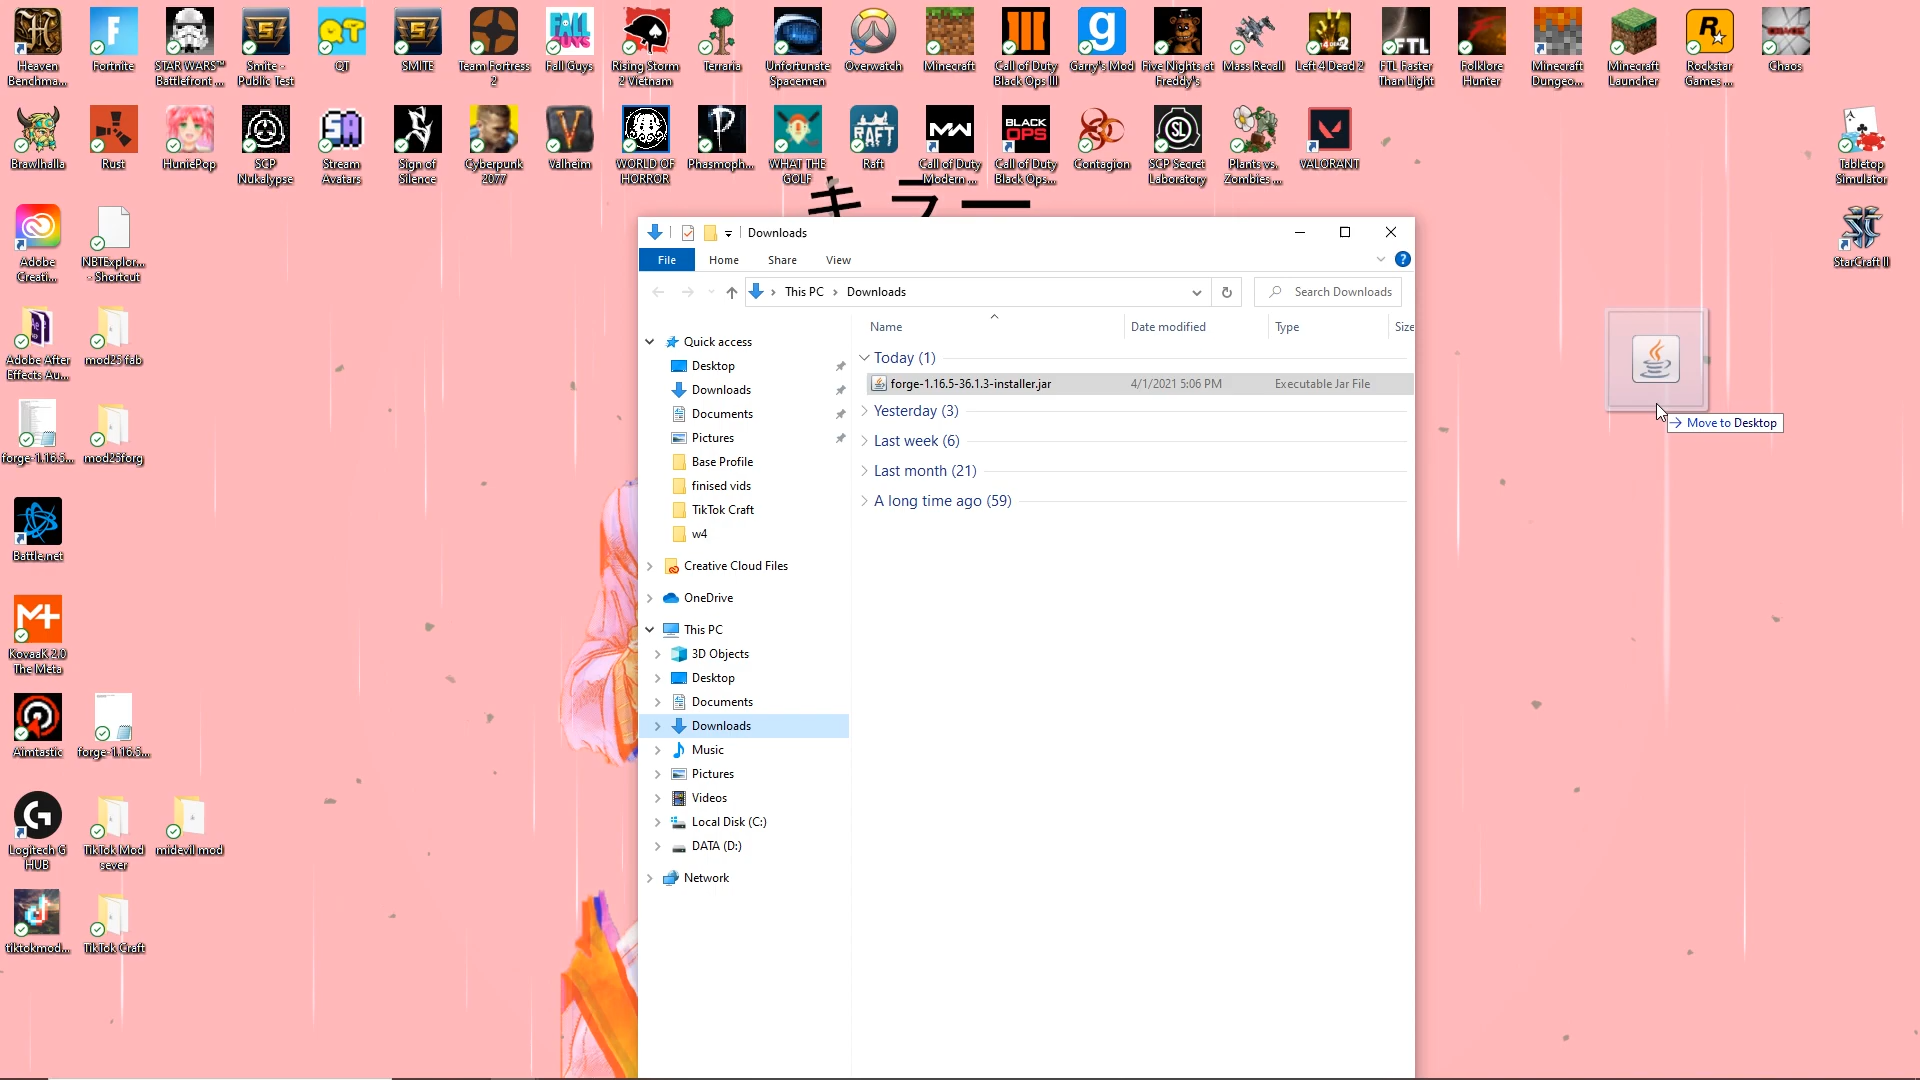 Heaven Benchma...
Fortnite
STAR WARS™ Battlefront ...
Smite - Public Test
QT
SMITE
Team Fortress 2
Fall Guys
Rising Storm 2 Vietnam
Terraria
Unfortunate Spacemen
Overwatch
Minecraft
Call of Duty Black Ops III
Garry's Mod
Five Nights at Freddy's
Mass Recall
Left 4 Dead 2
FTL Faster Than Light
Folklore Hunter
Minecraft Dungeo...
Minecraft Launcher
Rockstar Games ...
Chaos
Brawlhalla
Rust
HuniePop
SCP Nukalypse
Stream Avatars
Sign of Silence
Cyberpunk 2077
Valheim
WORLD OF HORROR
Phasmoph...
WHAT THE GOLF
Raft
Call of Duty Modern ...
Call of Duty Black Ops...
Contagion
SCP Secret Laboratory
Plants vs. Zombies ...
VALORANT
Tabletop Simulator
キラー
Adobe Creati...
NBTExplor... - Shortcut
StarCraft II
Adobe After Effects Au...
mod25 fab
forge-1.16.5...
mod25forg
Battle.net
KovaaK 2.0 The Meta
Aimtastic
forge-1.16.5...
Logitech G HUB
TikTok Mod sever
midevil mod
tiktokmod...
TikTok Craft
Downloads
File
Home
Share
View
This PC
Downloads
Search Downloads
Name
Date modified
Type
Size
Today (1)
forge-1.16.5-36.1.3-installer.jar
4/1/2021 5:06 PM
Executable Jar File
Yesterday (3)
Last week (6)
Last month (21)
A long time ago (59)
Quick access
Desktop
Downloads
Documents
Pictures
Base Profile
finised vids
TikTok Craft
w4
Creative Cloud Files
OneDrive
This PC
3D Objects
Desktop
Documents
Downloads
Music
Pictures
Videos
Local Disk (C:)
DATA (D:)
Network
Move to Desktop